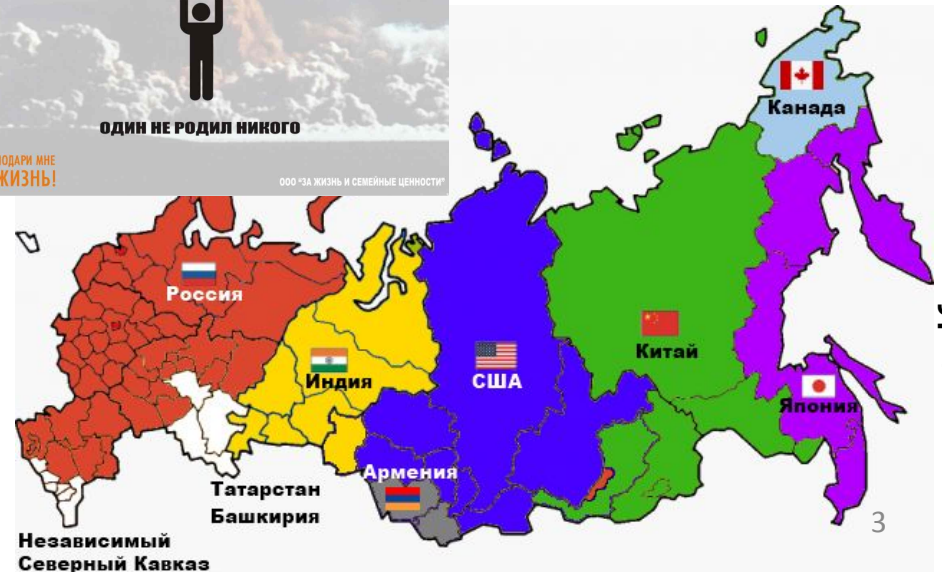 ОДИН НЕ РОДИЛ НИКОГО
ПОДАРИ МНЕ
ЖИЗНЬ!
ООО "ЗА ЖИЗНЬ И СЕМЕЙНЫЕ ЦЕННОСТИ"
Канада
Россия
Китай
Индия
США
Япония
Армения
Татарстан
Башкирия
Независимый
Северный Кавказ
3